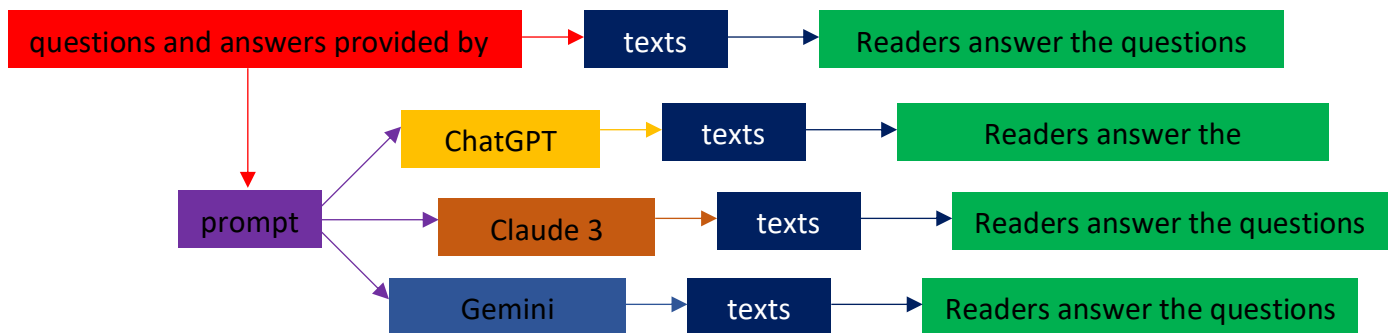 questions and answers provided by
texts
Readers answer the questions
ChatGPT
texts
Readers answer the
prompt
Claude 3
texts
Readers answer the questions
Gemini
texts
Readers answer the questions